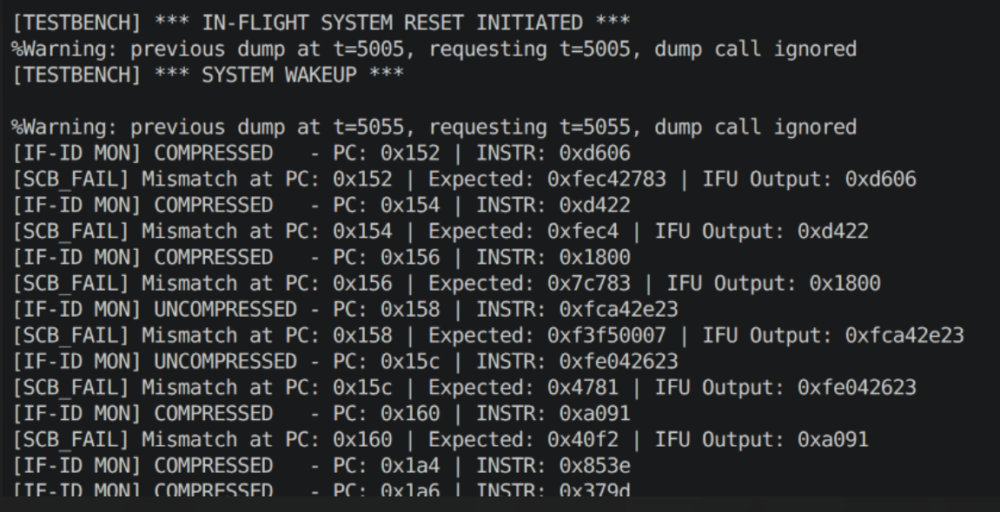 [TESTBENCH] *** IN-FLIGHT SYSTEM RESET INITIATED ***
%Warning: previous dump at t=5005, requesting t=5005, dump call ignored
[TESTBENCH] *** SYSTEM WAKEUP ***
%Warning: previous dump at t=5055, requesting t=5055, dump call ignored
[IF-ID MON] COMPRESSED   - PC: 0x152 | INSTR: 0xd606
[SCB_FAIL] Mismatch at PC: 0x152 | Expected: 0xfec42783 | IFU Output: 0xd606
[IF-ID MON] COMPRESSED   - PC: 0x154 | INSTR: 0xd422
[SCB_FAIL] Mismatch at PC: 0x154 | Expected: 0xfec4 | IFU Output: 0xd422
[IF-ID MON] COMPRESSED   - PC: 0x156 | INSTR: 0x1800
[SCB_FAIL] Mismatch at PC: 0x156 | Expected: 0x7c783 | IFU Output: 0x1800
[IF-ID MON] UNCOMPRESSED - PC: 0x158 | INSTR: 0xfca42e23
[SCB_FAIL] Mismatch at PC: 0x158 | Expected: 0xf3f50007 | IFU Output: 0xfca42e23
[IF-ID MON] UNCOMPRESSED - PC: 0x15c | INSTR: 0xfe042623
[SCB_FAIL] Mismatch at PC: 0x15c | Expected: 0x4781 | IFU Output: 0xfe042623
[IF-ID MON] COMPRESSED   - PC: 0x160 | INSTR: 0xa091
[SCB_FAIL] Mismatch at PC: 0x160 | Expected: 0x40f2 | IFU Output: 0xa091
[IF-ID MON] COMPRESSED   - PC: 0x1a4 | INSTR: 0x853e
[IF-ID MON] COMPRESSED   - PC: 0x1a6 | INSTR: 0x379d